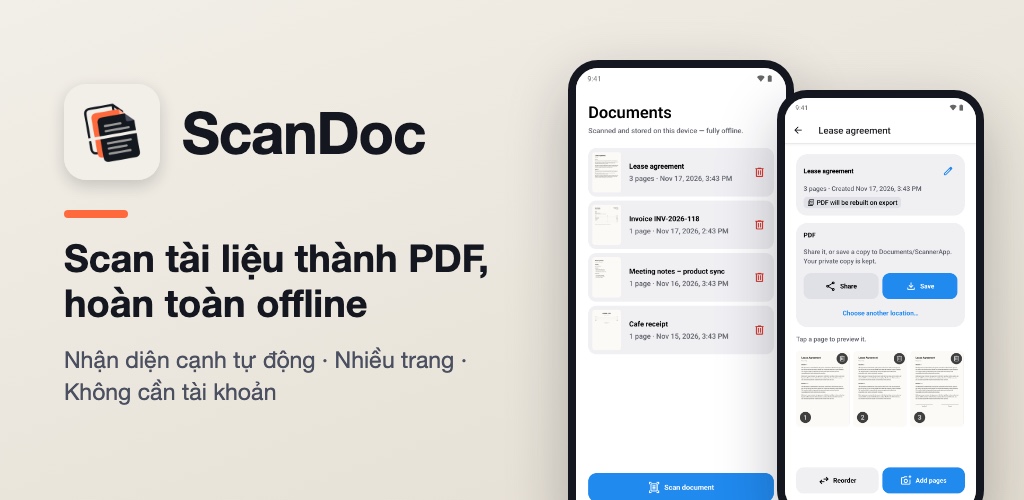 ScanDoc
Scan tài liệu thành PDF,
hoàn toàn offline
Nhận diện cạnh tự động · Nhiều trang ·
Không cần tài khoản
9:41
Documents
Scanned and stored on this device — fully offline.
Lease agreement
3 pages · Nov 17, 2026, 3:43 PM
Invoice INV-2026-118
1 page · Nov 17, 2026, 2:43 PM
Meeting notes – product sync
1 page · Nov 16, 2026, 3:43 PM
Cafe receipt
1 page · Nov 15, 2026, 3:43 PM
Scan document
9:41
Lease agreement
Lease agreement
3 pages · Created Nov 17, 2026, 3:43 PM
PDF will be rebuilt on export
PDF
Share it, or save a copy to Documents/ScannerApp.
Your private copy is kept.
Share
Save
Choose another location...
Tap a page to preview it.
1
2
3
Reorder
Add pages